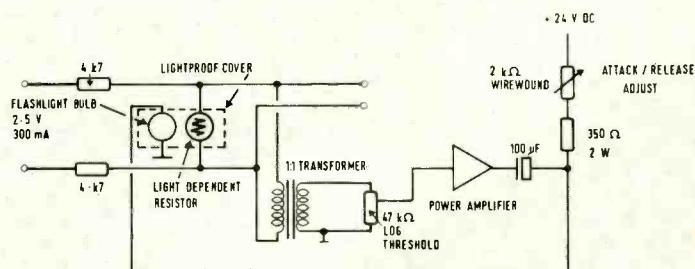 + 24 V DC
4 k7
LIGHTPROOF COVER
2 kΩ
WIREWOUND
ATTACK / RELEASE
ADJUST
FLASHLIGHT BULB
2·5 V
300 mA
350 Ω
2 W
100 µF
1:1 TRANSFORMER
4·k7
LIGHT DEPENDENT
RESISTOR
POWER AMPLIFIER
47 kΩ
LOG
THRESHOLD